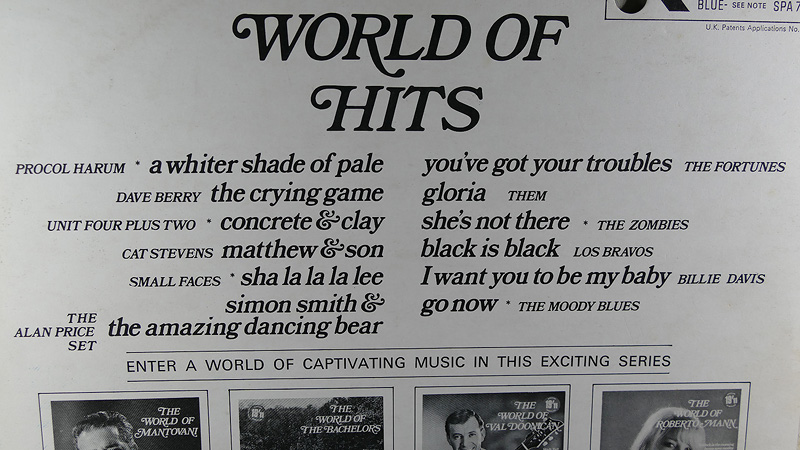 BLUE- SEE NOTE SPA 7
U.K. Patents Applications No.
WORLD OF
HITS
PROCOL HARUM * a whiter shade of pale
DAVE BERRY the crying game
UNIT FOUR PLUS TWO * concrete & clay
CAT STEVENS matthew & son
SMALL FACES * sha la la la lee
simon smith &
THE
ALAN PRICE the amazing dancing bear
SET
you've got your troubles THE FORTUNES
gloria THEM
she's not there * THE ZOMBIES
black is black LOS BRAVOS
I want you to be my baby BILLIE DAVIS
go now * THE MOODY BLUES
ENTER A WORLD OF CAPTIVATING MUSIC IN THIS EXCITING SERIES
THE
WORLD OF
MANTOVANI
THE
WORLD OF
THE BACHELORS
THE
WORLD OF
VAL DOONICAN
THE
WORLD OF
ROBERTO MANN